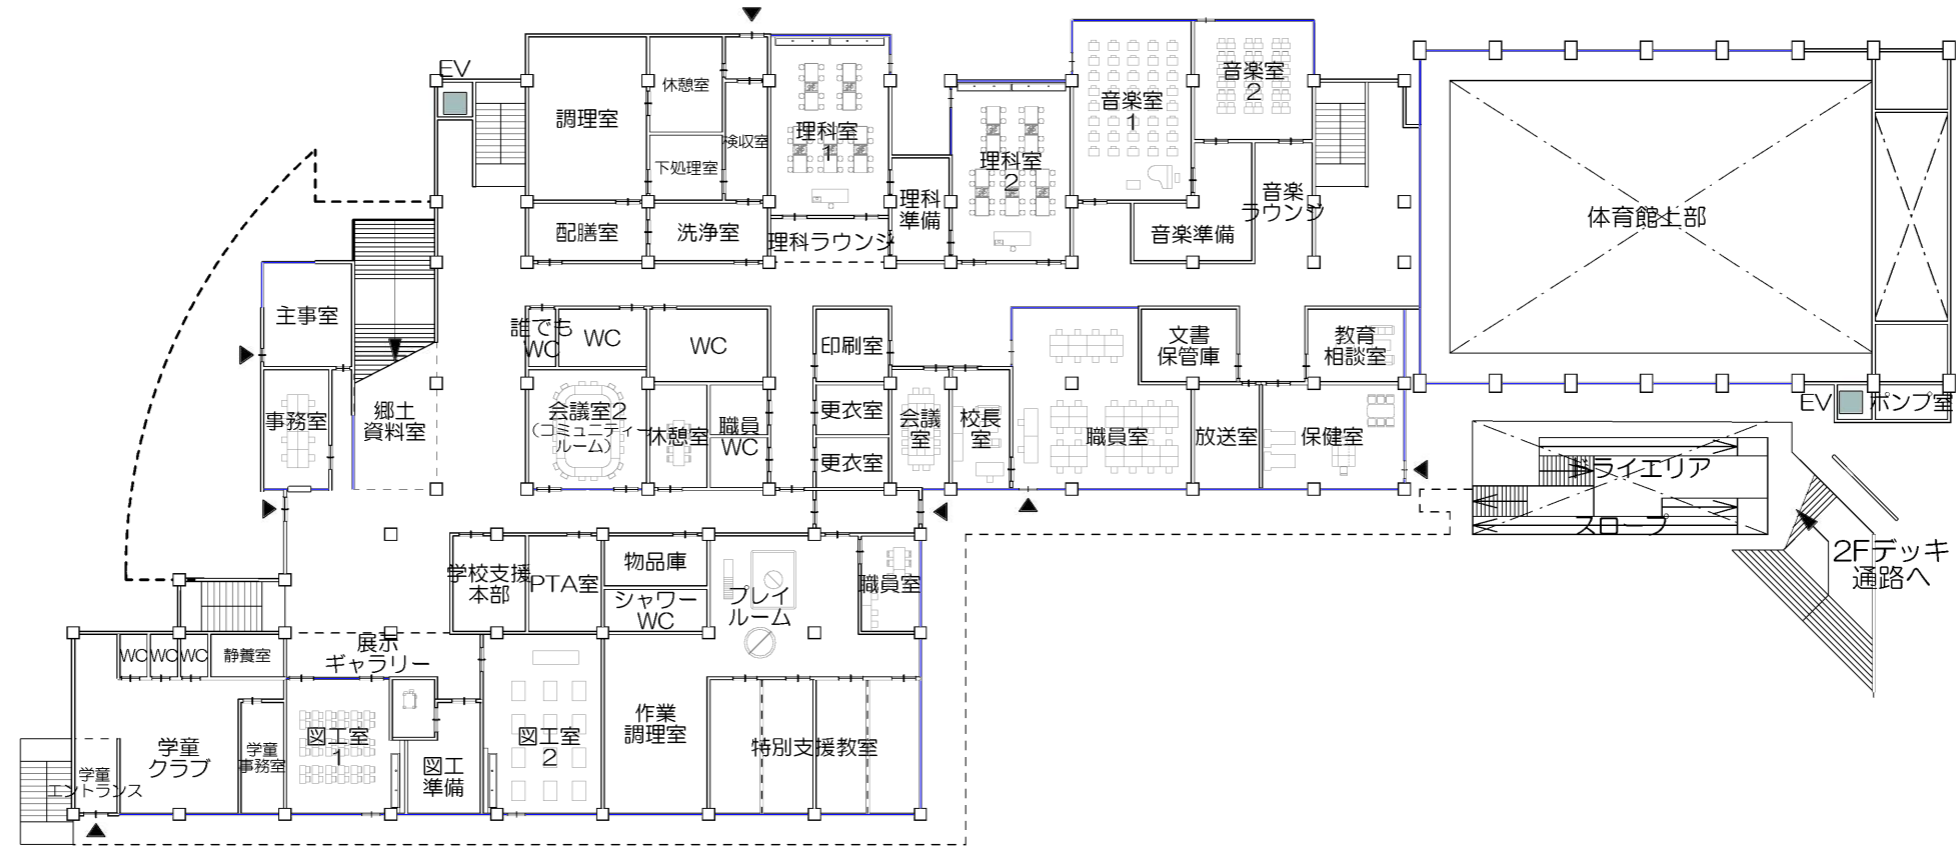 EV
調理室
休憩室
下処理室
検収室
理科室
1
理科
準備
理科室
2
音楽室
1
音楽室
2
音楽
ラウンジ
音楽準備
配膳室
洗浄室
理科ラウンジ
体育館上部
主事室
事務室
郷土
資料室
誰でも
WC
WC
WC
会議室2
(コミュニティー
ルーム)
休憩室
職員
WC
印刷室
更衣室
更衣室
会議
室
校長
室
職員室
文書
保管庫
放送室
教育
相談室
保健室
EV
ポンプ室
ドライエリア
スロープ
2Fデッキ
通路へ
学校支援
本部
PTA室
物品庫
シャワー
WC
プレイ
ルーム
職員室
WC
WC
WC
静養室
展示
ギャラリー
学童
クラブ
学童
事務室
学童
エントランス
図工室
1
図工
準備
図工室
2
作業
調理室
特別支援教室